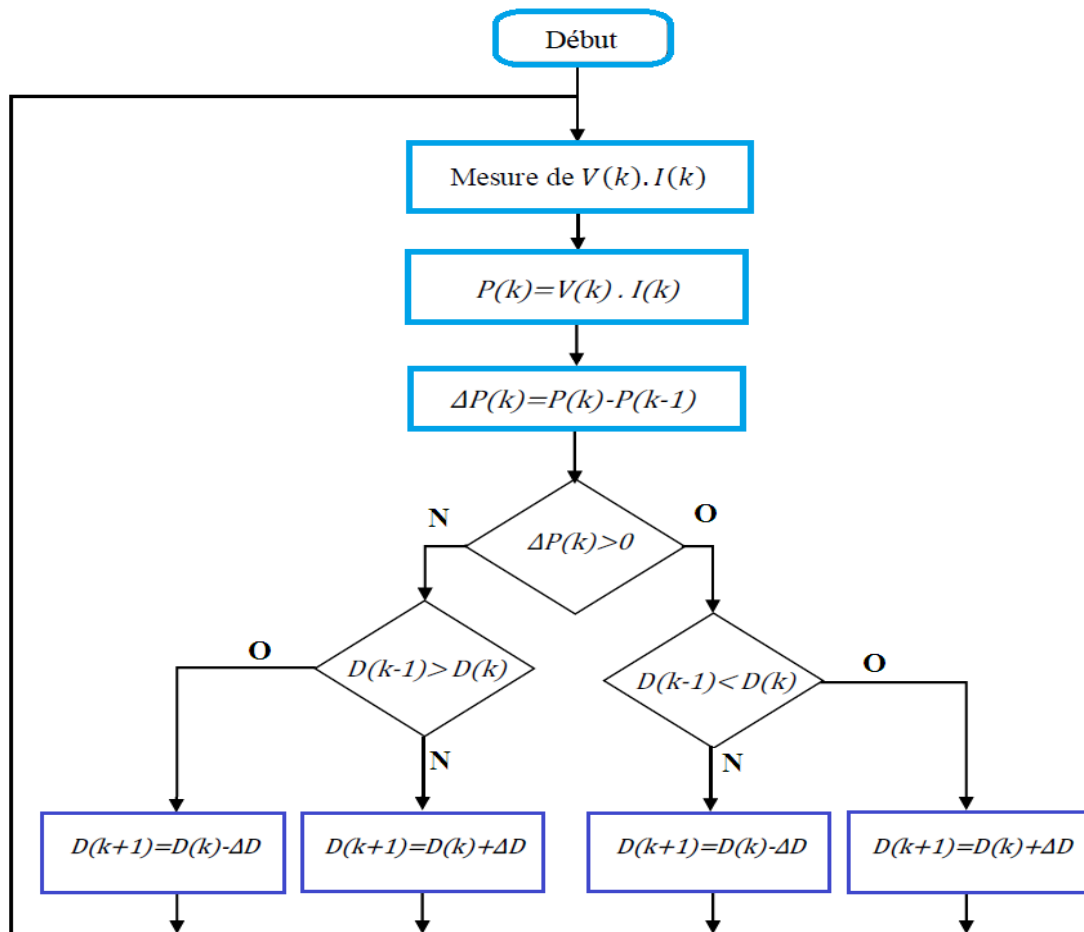 Début
Mesure de V(k). I(k)
P(k)=V(k) . I(k)
ΔP(k)=P(k)-P(k-1)
N
O
ΔP(k)>0
O
D(k-1)> D(k)
D(k-1)< D(k)
O
N
N
D(k+1)=D(k)-ΔD
D(k+1)=D(k)+ΔD
D(k+1)=D(k)-ΔD
D(k+1)=D(k)+ΔD